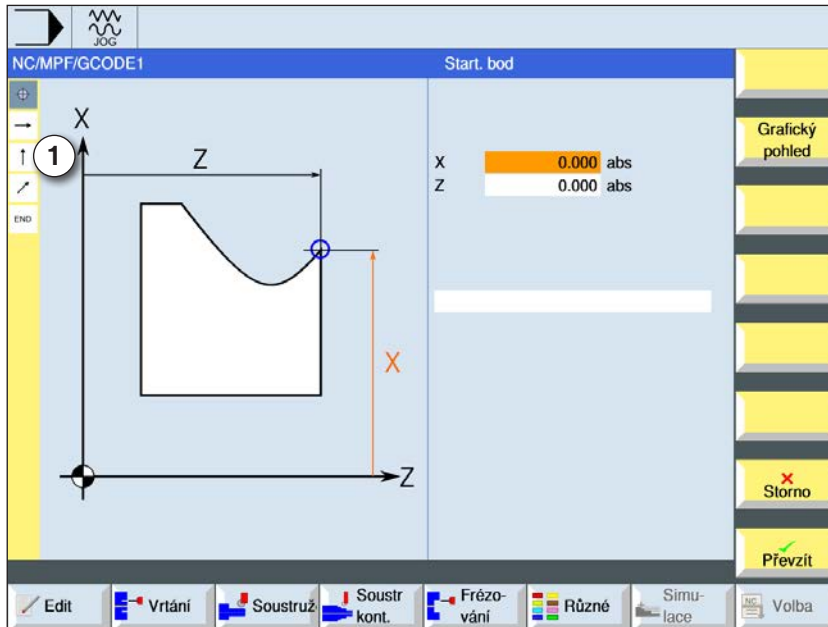 JOG
NC/MPF/GCODE1
Start. bod
1
X
Z
X
Z
END
X 0.000 abs
Z 0.000 abs
Grafický
pohled
Storno
Převzít
Edit
Vrtání
Soustruž
Soustr
kont.
Frézo-
vání
Různé
Simu-
lace
NC
Volba